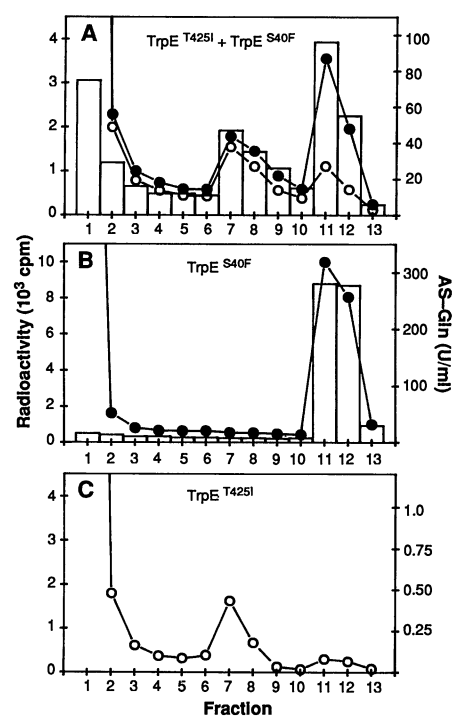 A
TrpE T425I + TrpE S40F
4
3
2
1
0
100
80
60
40
20
1 2 3 4 5 6 7 8 9 10 11 12 13
B
TrpE S40F
10
8
6
4
2
0
300
200
100
1 2 3 4 5 6 7 8 9 10 11 12 13
C
TrpE T425I
4
3
2
1
0
1.0
0.75
0.50
0.25
1 2 3 4 5 6 7 8 9 10 11 12 13
Fraction
Radioactivity (10³ cpm)
AS–Gln (U/ml)